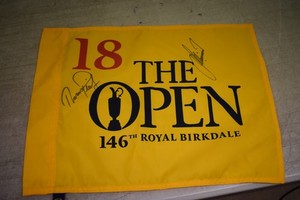 18
THE
OPEN
146TH ROYAL BIRKDALE